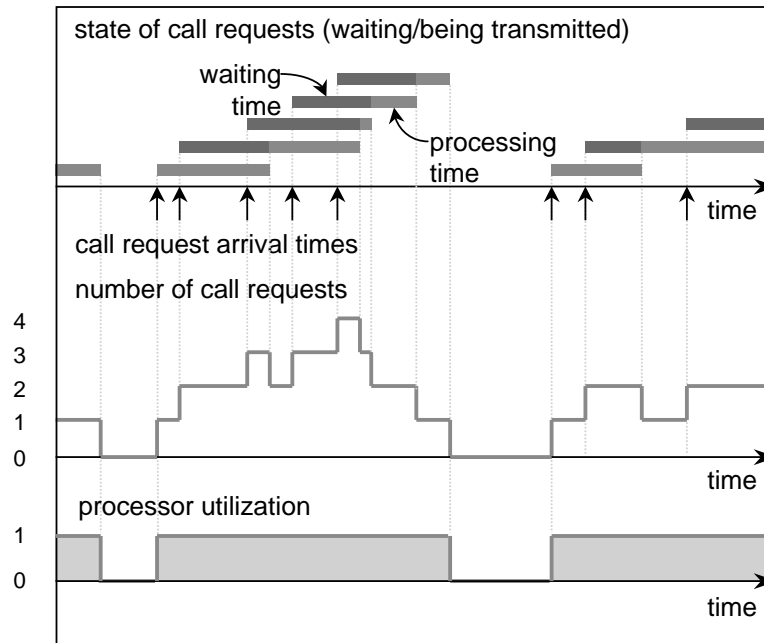 state of call requests (waiting/being transmitted)
waiting
time
processing
time
time
call request arrival times
number of call requests
4
3
2
1
0
time
processor utilization
1
0
time